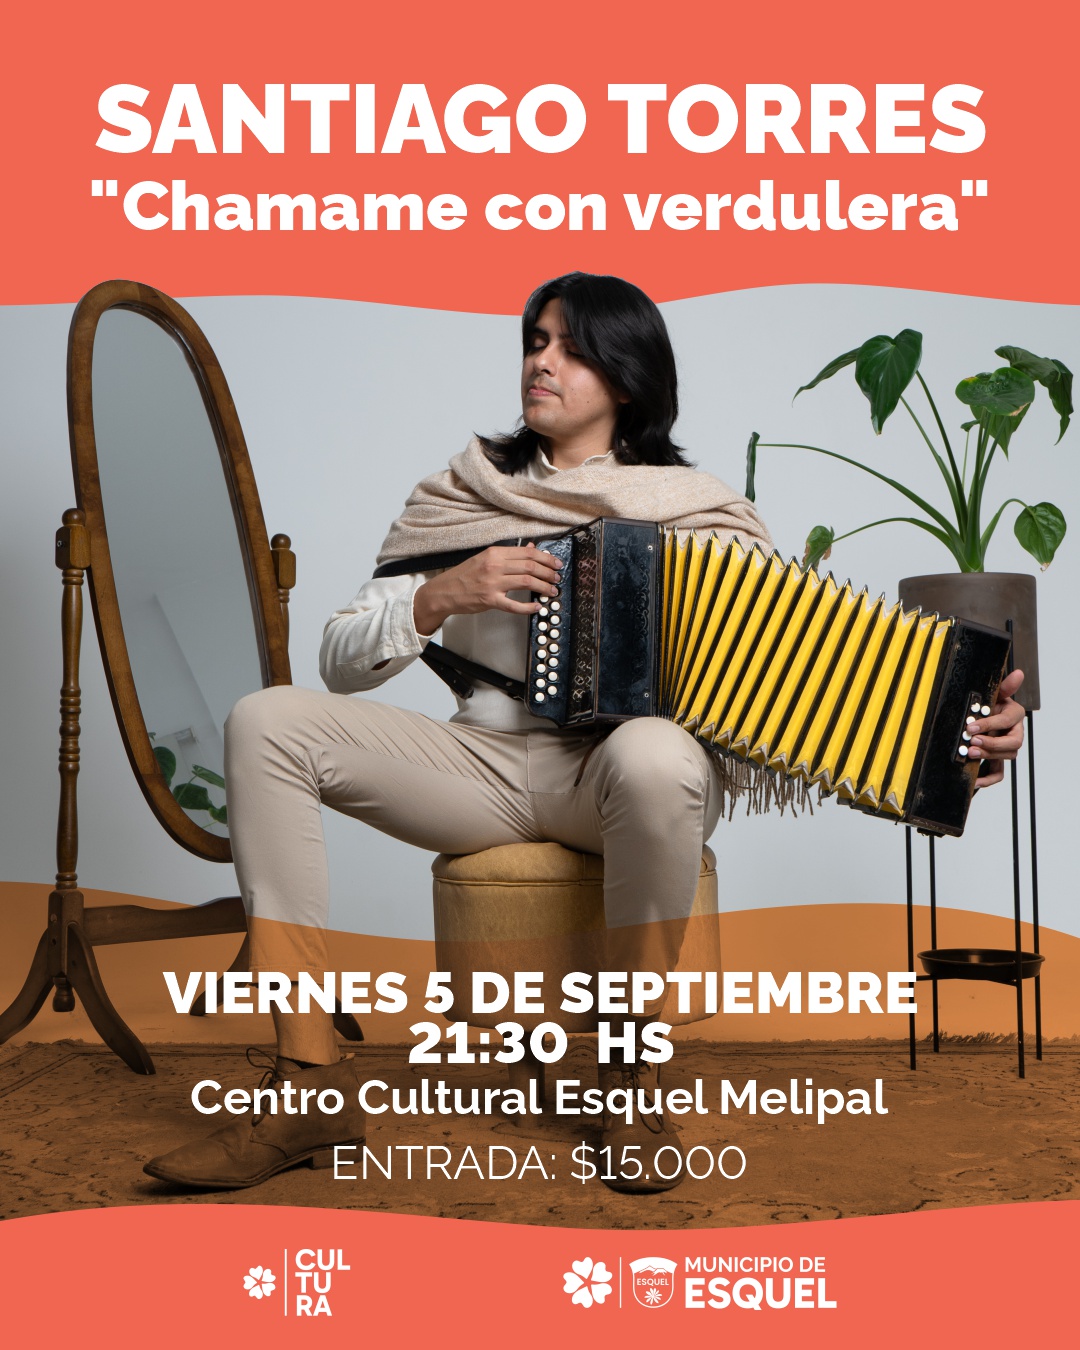 SANTIAGO TORRES
"Chamame con verdulera"
VIERNES 5 DE SEPTIEMBRE
21:30 HS
Centro Cultural Esquel Melipal
ENTRADA: $15.000
CUL
TU
RA
ESQUEL
MUNICIPIO DE
ESQUEL